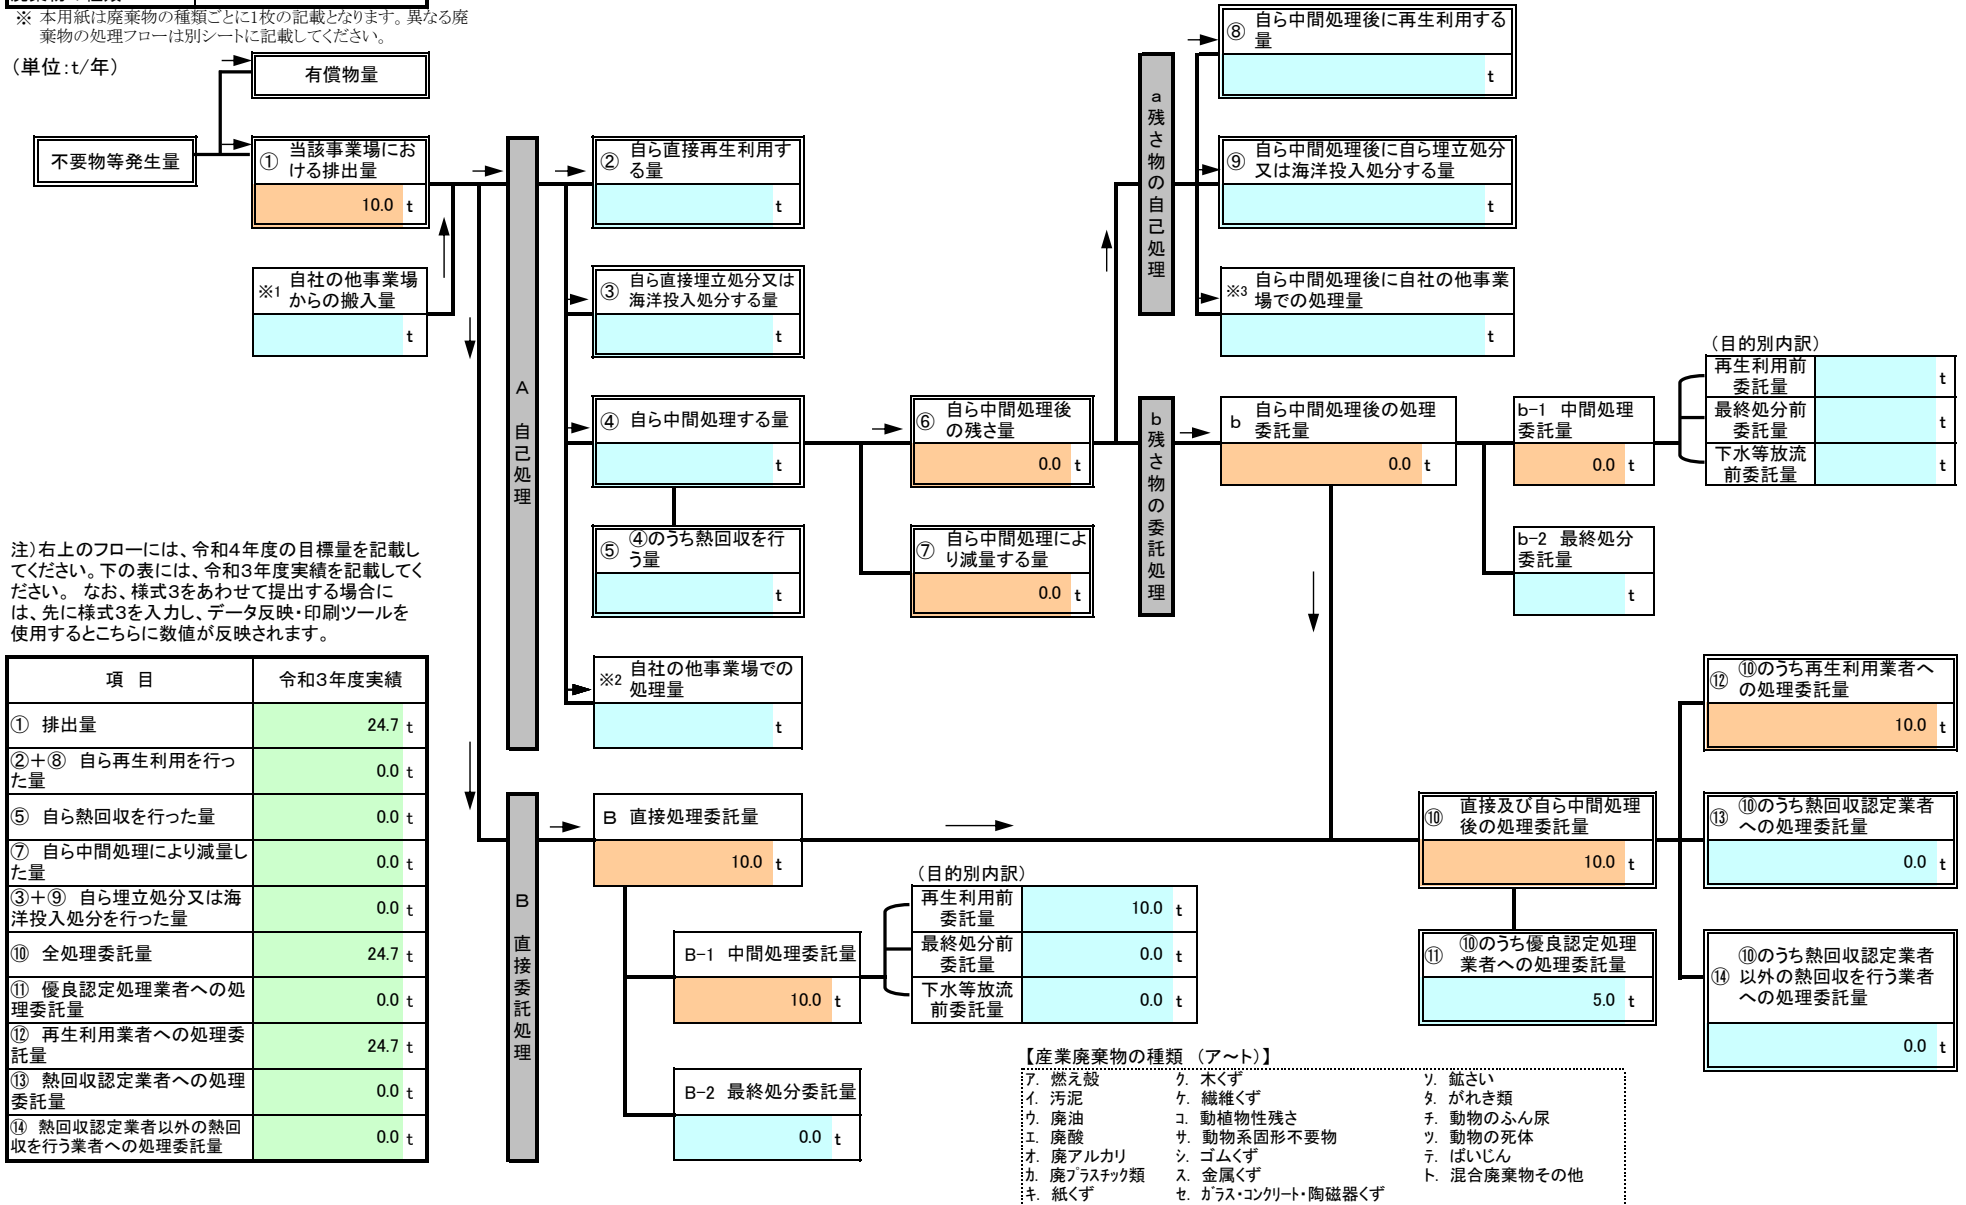 ※ 本用紙は廃棄物の種類ごとに1枚の記載となります。異なる廃
棄物の処理フローは別シートに記載してください。
（単位:t/年）
有償物量
不要物等発生量
① 当該事業場にお
ける排出量
10.0 t
※1 自社の他事業場
からの搬入量
t
A 自己処理
② 自ら直接再生利用す
る量
t
③ 自ら直接埋立処分又は
海洋投入処分する量
t
④ 自ら中間処理する量
t
⑤ ④のうち熱回収を行
う量
t
※2 自社の他事業場での
処理量
t
⑥ 自ら中間処理後
の残さ量
0.0 t
⑦ 自ら中間処理によ
り減量する量
0.0 t
a残さ物の自己処理
⑧ 自ら中間処理後に再生利用する
量
t
⑨ 自ら中間処理後に自ら埋立処分
又は海洋投入処分する量
t
※3 自ら中間処理後に自社の他事業
場での処理量
t
b残さ物の委託処理
b 自ら中間処理後の処理
委託量
0.0 t
b-1 中間処理
委託量
0.0 t
b-2 最終処分
委託量
t
（目的別内訳）
再生利用前
委託量
t
最終処分前
委託量
t
下水等放流
前委託量
t
注）右上のフローには、令和４年度の目標量を記載し
てください。下の表には、令和３年度実績を記載してく
ださい。 なお、様式３をあわせて提出する場合に
は、先に様式３を入力し、データ反映・印刷ツールを
使用するとこちらに数値が反映されます。
項 目 令和３年度実績
① 排出量 24.7 t
②＋⑧ 自ら再生利用を行っ
た量 0.0 t
⑤ 自ら熱回収を行った量 0.0 t
⑦ 自ら中間処理により減量し
た量 0.0 t
③＋⑨ 自ら埋立処分又は海
洋投入処分を行った量 0.0 t
⑩ 全処理委託量 24.7 t
⑪ 優良認定処理業者への処
理委託量 0.0 t
⑫ 再生利用業者への処理委
託量 24.7 t
⑬ 熱回収認定業者への処理
委託量 0.0 t
⑭ 熱回収認定業者以外の熱回
収を行う業者への処理委託量 0.0 t
B 直接委託処理
B 直接処理委託量
10.0 t
B-1 中間処理委託量
10.0 t
B-2 最終処分委託量
0.0 t
（目的別内訳）
再生利用前
委託量
10.0 t
最終処分前
委託量
0.0 t
下水等放流
前委託量
0.0 t
⑩ 直接及び自ら中間処理
後の処理委託量
10.0 t
⑪ ⑩のうち優良認定処理
業者への処理委託量
5.0 t
⑫ ⑩のうち再生利用業者へ
の処理委託量
10.0 t
⑬ ⑩のうち熱回収認定業者
への処理委託量
0.0 t
⑭ ⑩のうち熱回収認定業者
以外の熱回収を行う業者
への処理委託量
0.0 t
【産業廃棄物の種類 （ア～ト）】
ア. 燃え殻 ク. 木くず ソ. 鉱さい
イ. 汚泥 ケ. 繊維くず タ. がれき類
ウ. 廃油 コ. 動植物性残さ チ. 動物のふん尿
エ. 廃酸 サ. 動物系固形不要物 ツ. 動物の死体
オ. 廃アルカリ シ. ゴムくず テ. ばいじん
カ. 廃プラスチック類 ス. 金属くず ト. 混合廃棄物その他
キ. 紙くず セ. ガラス・コンクリート・陶磁器くず